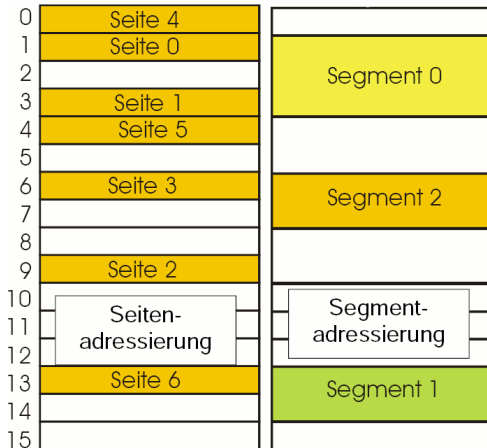 0 Seite 4
1 Seite 0
2 Segment 0
3 Seite 1
4 Seite 5
5
6 Seite 3 Segment 2
7
8
9 Seite 2
10
11 Seiten- Segment-
12 adressierung adressierung
13 Seite 6 Segment 1
14
15